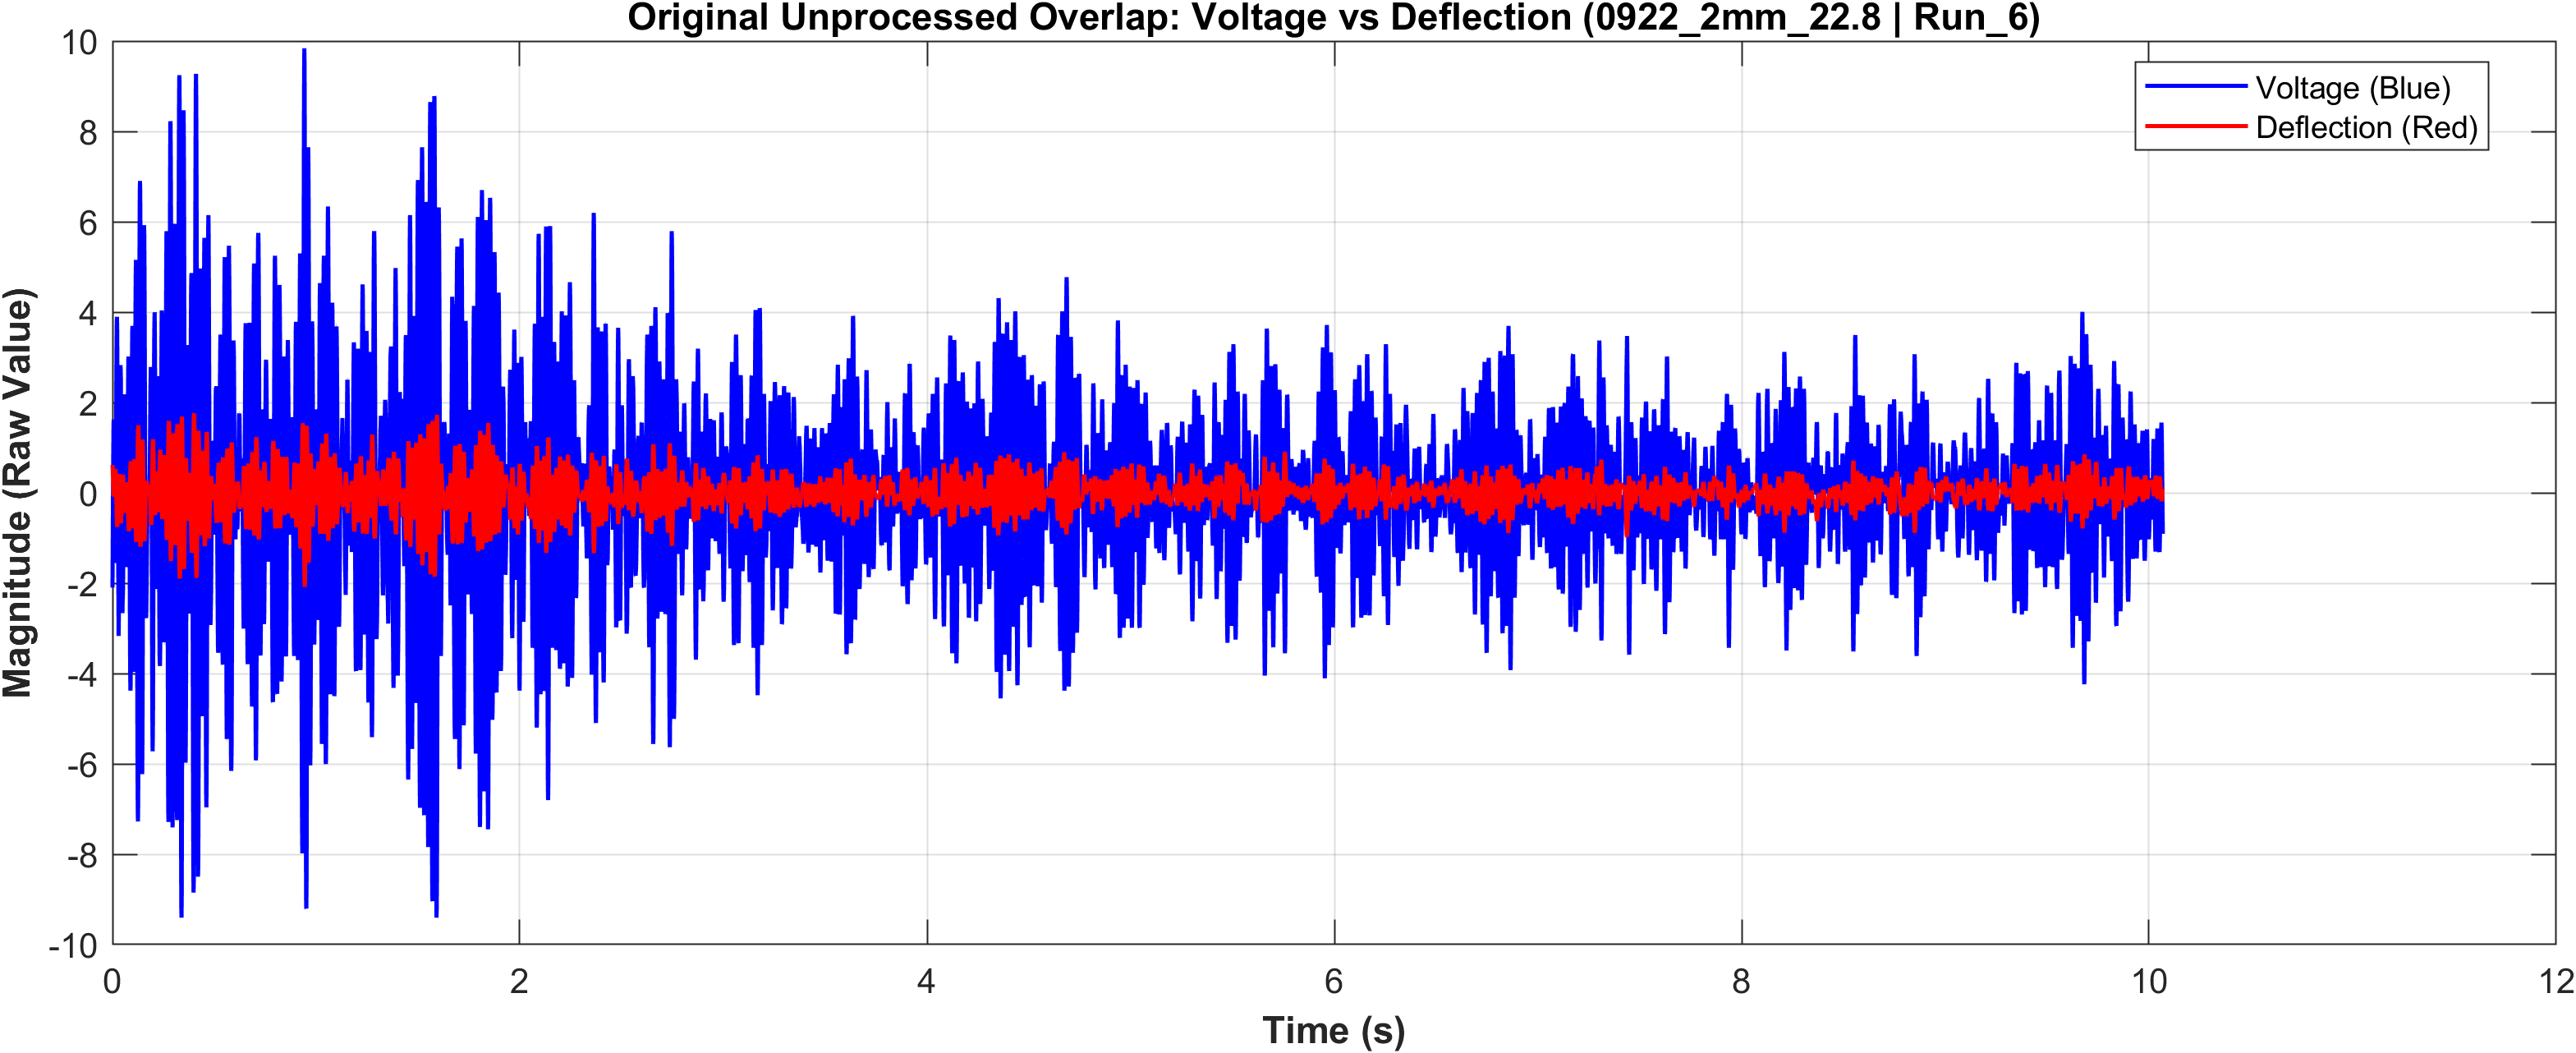 Original Unprocessed Overlap: Voltage vs Deflection (0922_2mm_22.8 | Run_6)
Voltage (Blue)
Deflection (Red)
Magnitude (Raw Value)
10
8
6
4
2
0
-2
-4
-6
-8
-10
0 2 4 6 8 10 12
Time (s)